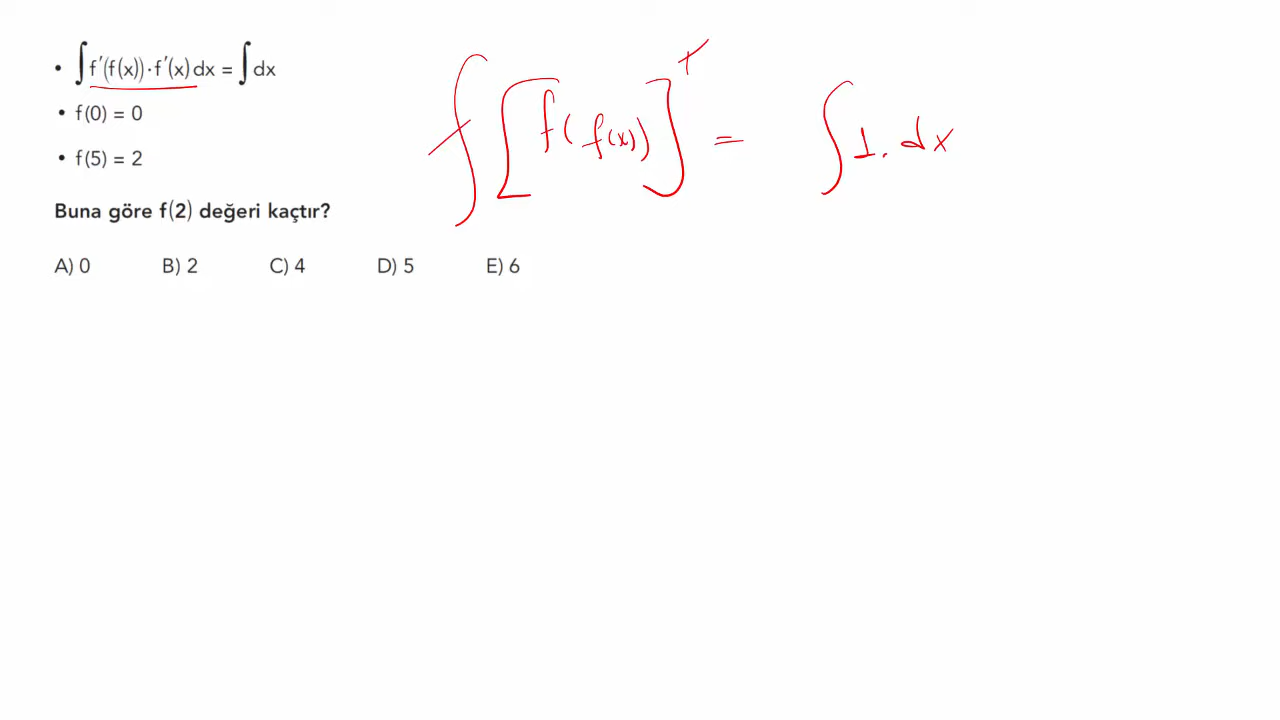 • ∫ f'(f(x)) · f'(x) dx = ∫ dx
• f(0) = 0
• f(5) = 2
Buna göre f(2) değeri kaçtır?
A) 0 B) 2 C) 4 D) 5 E) 6
∫ [f(f(x))]' = ∫ 1. dx